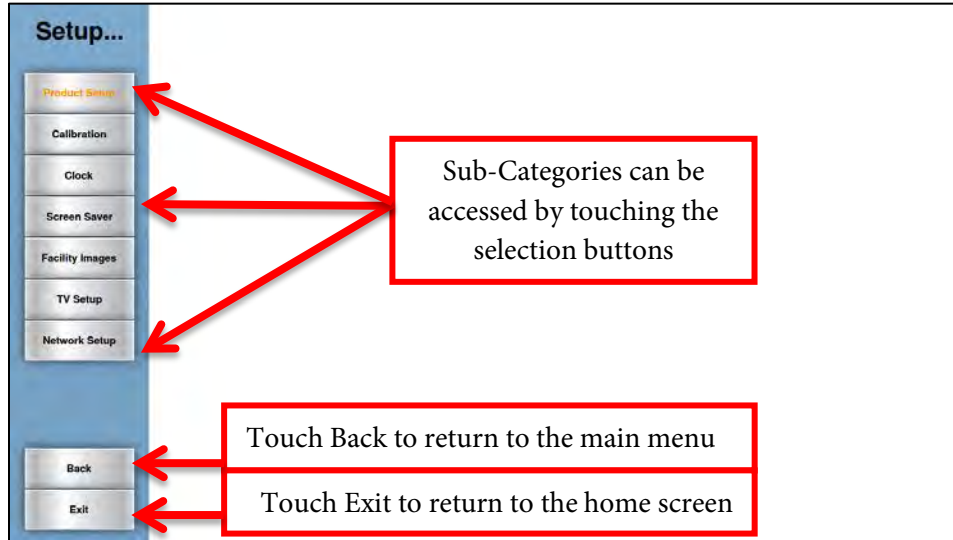 Setup...
Product Setup
Calibration
Clock
Screen Saver
Facility Images
TV Setup
Network Setup
Sub-Categories can be
accessed by touching the
selection buttons
Back
Touch Back to return to the main menu
Exit
Touch Exit to return to the home screen